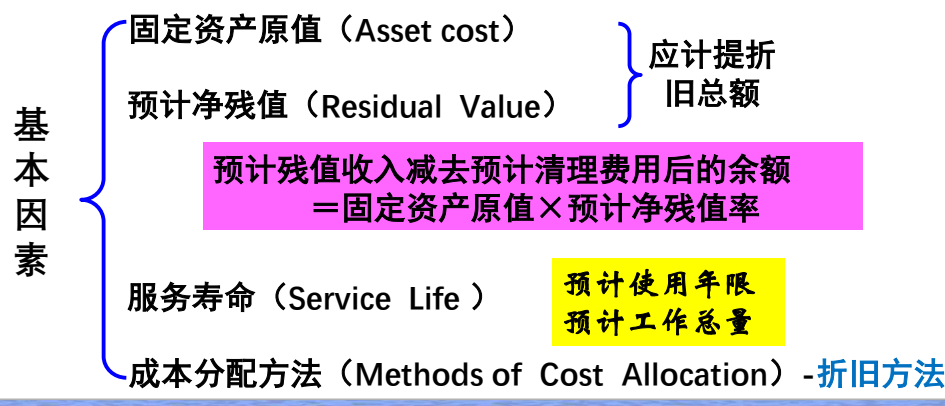 基本因素
固定资产原值（Asset cost）
应计提折旧总额
预计净残值（Residual Value）
预计残值收入减去预计清理费用后的余额
＝固定资产原值×预计净残值率
服务寿命（Service Life ）
预计使用年限
预计工作总量
成本分配方法（Methods of Cost Allocation）-折旧方法